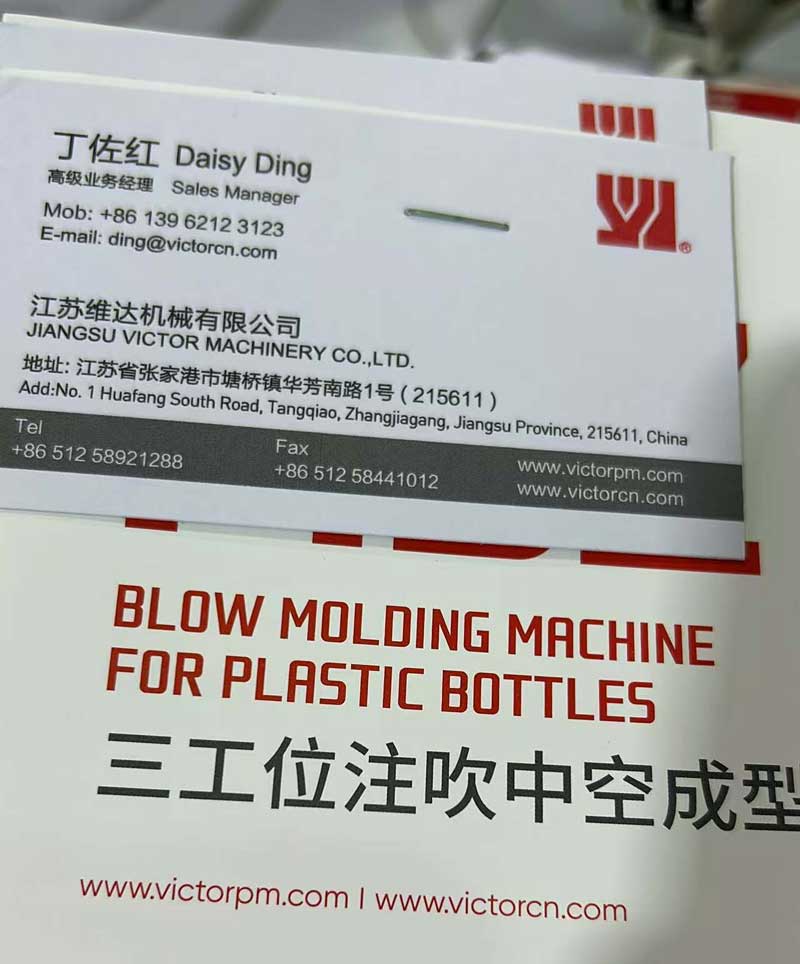 丁佐红 Daisy Ding
高级业务经理 Sales Manager
Mob: +86 139 6212 3123
E-mail: ding@victorcn.com
®
江苏维达机械有限公司
JIANGSU VICTOR MACHINERY CO.,LTD.
地址: 江苏省张家港市塘桥镇华芳南路1号 ( 215611 )
Add:No. 1 Huafang South Road, Tangqiao, Zhangjiagang, Jiangsu Province, 215611, China
Tel
+86 512 58921288
Fax
+86 512 58441012
www.victorpm.com
www.victorcn.com
BLOW MOLDING MACHINE
FOR PLASTIC BOTTLES
三工位注吹中空成型
www.victorpm.com | www.victorcn.com